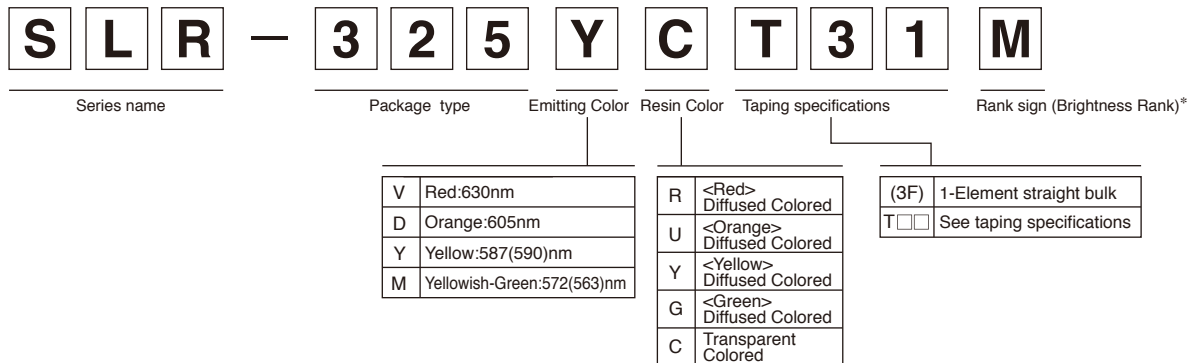 S L R – 3 2 5 Y C T 3 1 M
Series name Package type Emitting Color Resin Color Taping specifications Rank sign (Brightness Rank)*
V Red:630nm
D Orange:605nm
Y Yellow:587(590)nm
M Yellowish-Green:572(563)nm
R <Red>
Diffused Colored
U <Orange>
Diffused Colored
Y <Yellow>
Diffused Colored
G <Green>
Diffused Colored
C Transparent
Colored
(3F) 1-Element straight bulk
T□□ See taping specifications